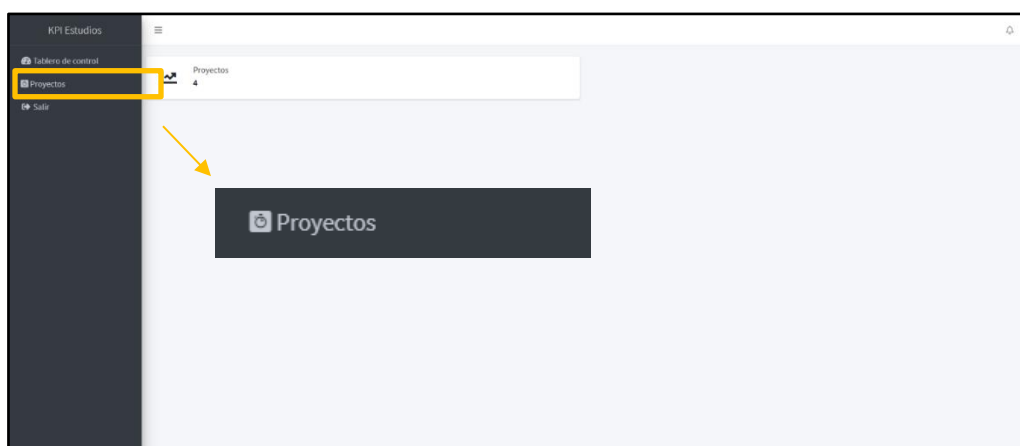 KPI Estudios
Tablero de control
Proyectos
Salir
Proyectos
4
Proyectos